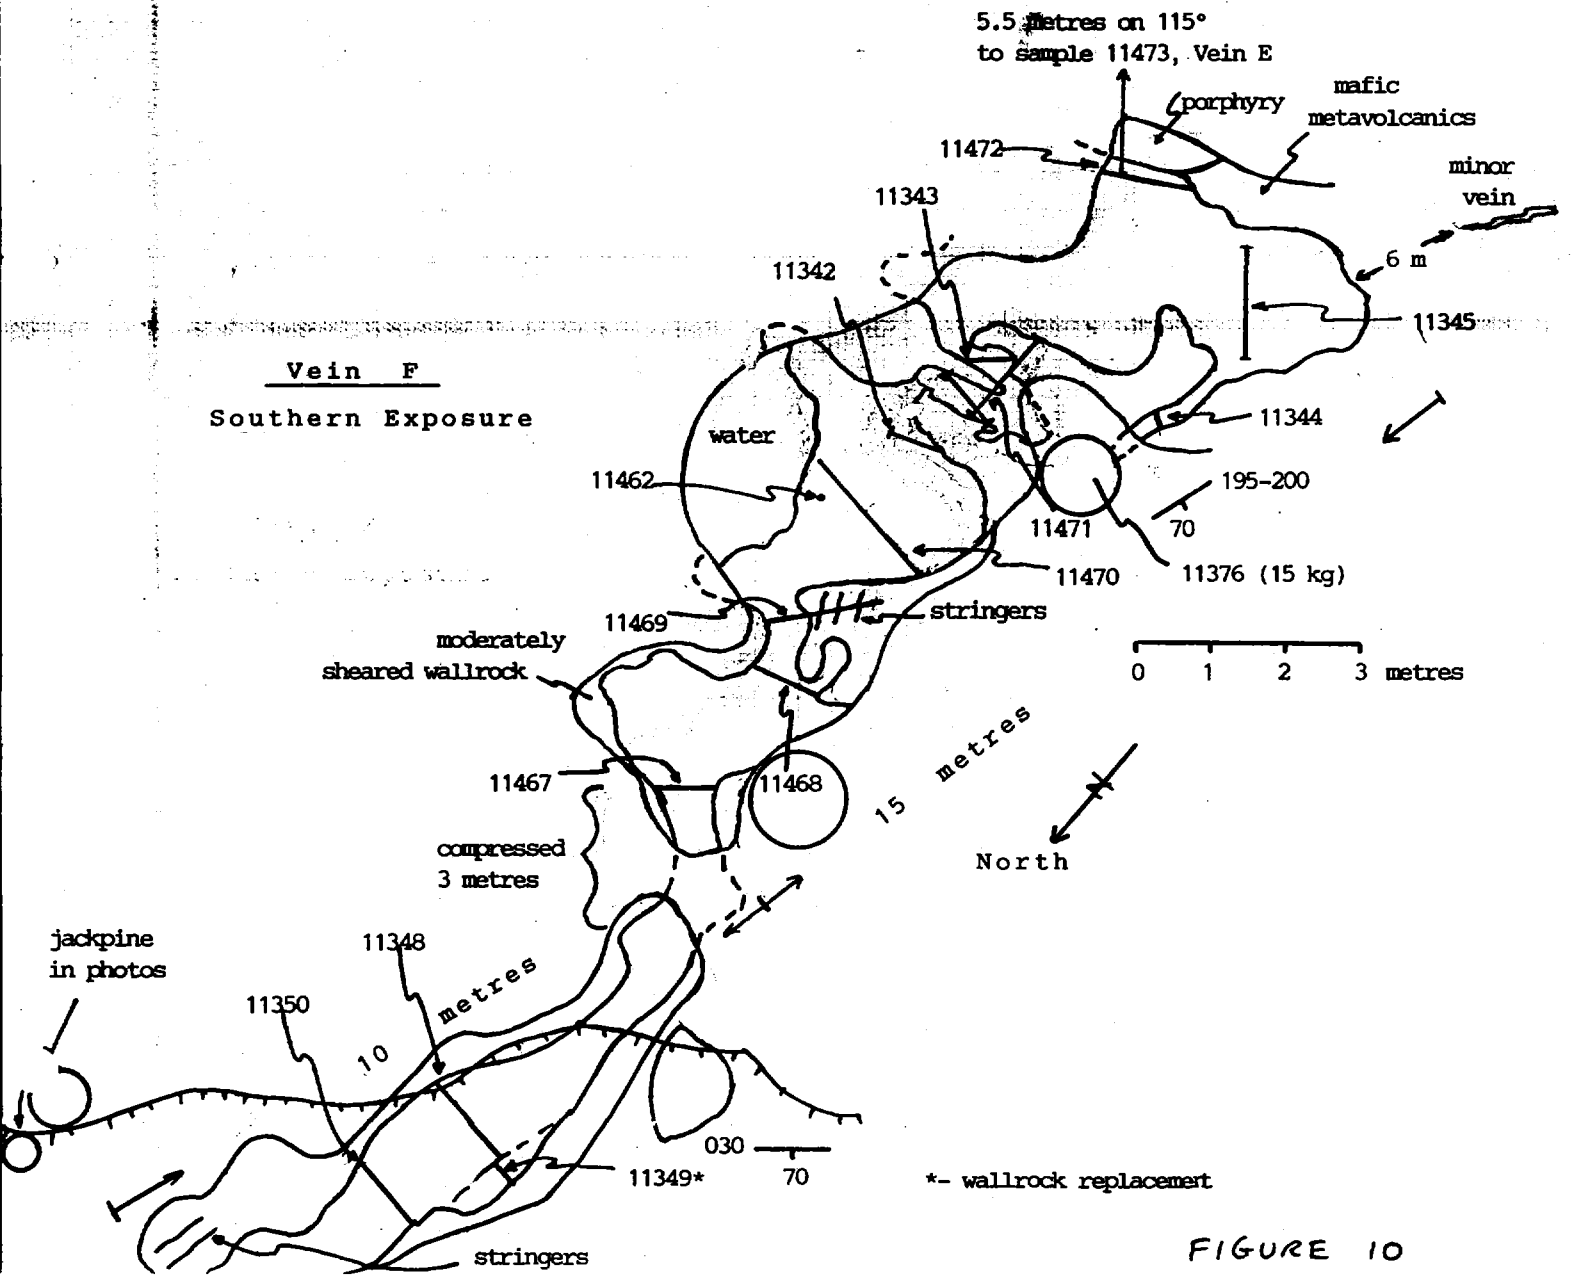 5.5 Metres on 115°
to sample 11473, Vein E
porphyry
mafic
metavolcanics
11472
minor
vein
11343
6 m
11342
11345
Vein F
Southern Exposure
11344
water
11462
195-200
11471
70
11470
11376 (15 kg)
11469
stringers
moderately
sheared wallrock
0 1 2 3 metres
15 metres
11467
11468
North
compressed
3 metres
jackpine
in photos
11348
11350
10 metres
030
70
11349*
*- wallrock replacement
stringers
FIGURE 10